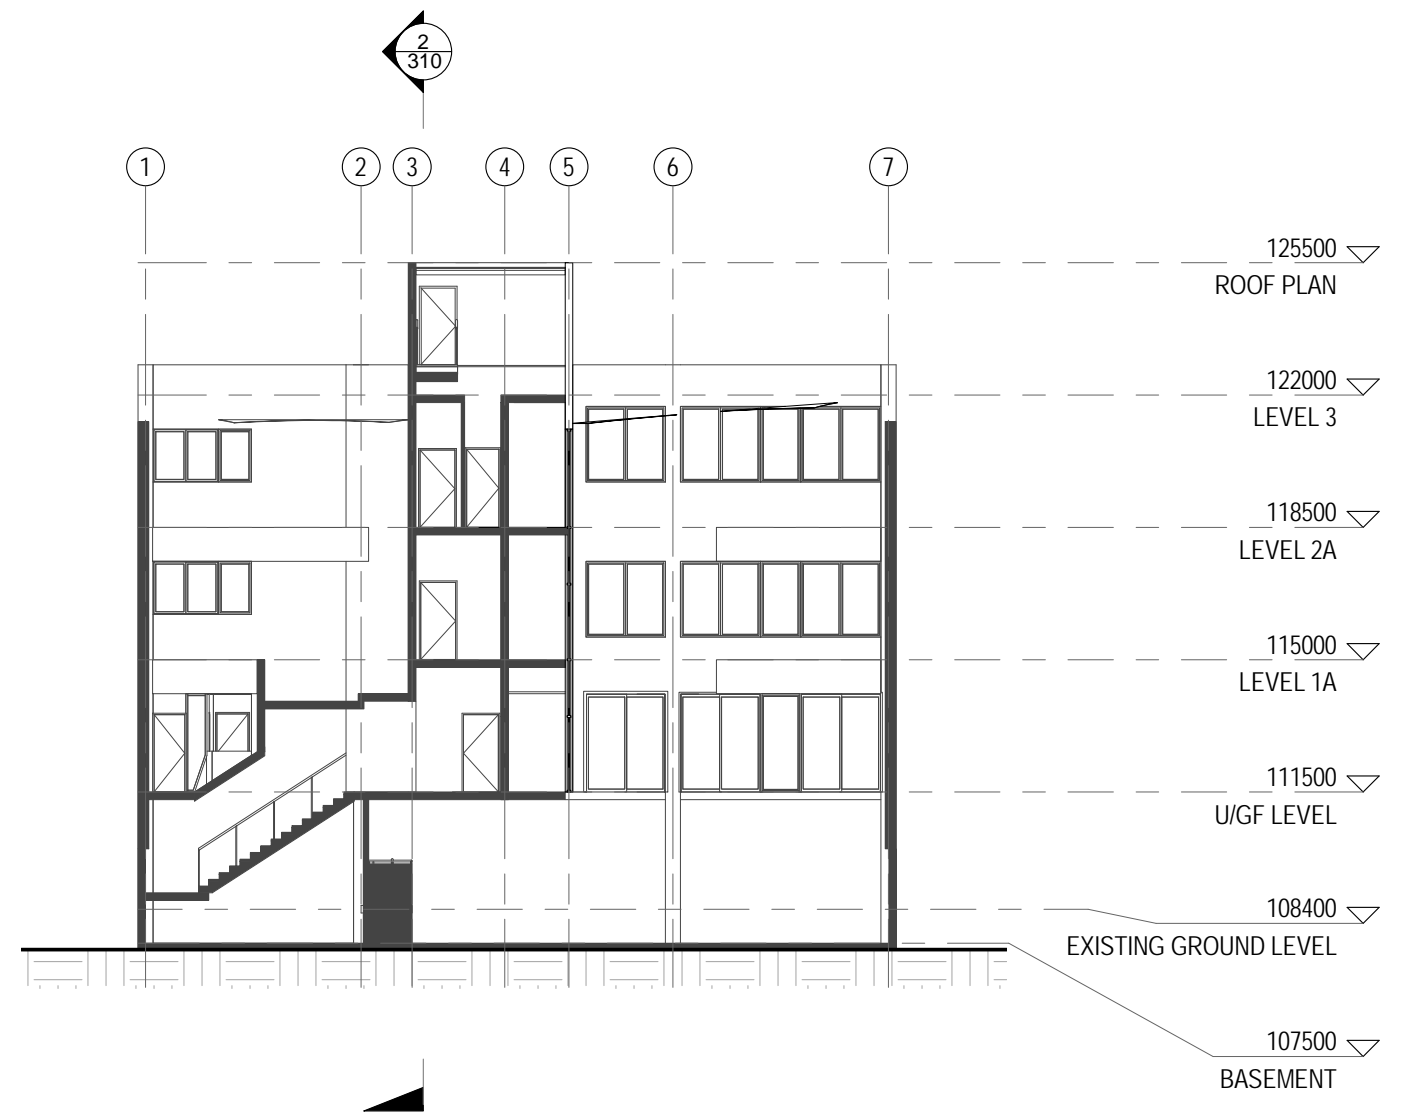 2
310
1 2 3 4 5 6 7
125500
ROOF PLAN
122000
LEVEL 3
118500
LEVEL 2A
115000
LEVEL 1A
111500
U/GF LEVEL
108400
EXISTING GROUND LEVEL
107500
BASEMENT